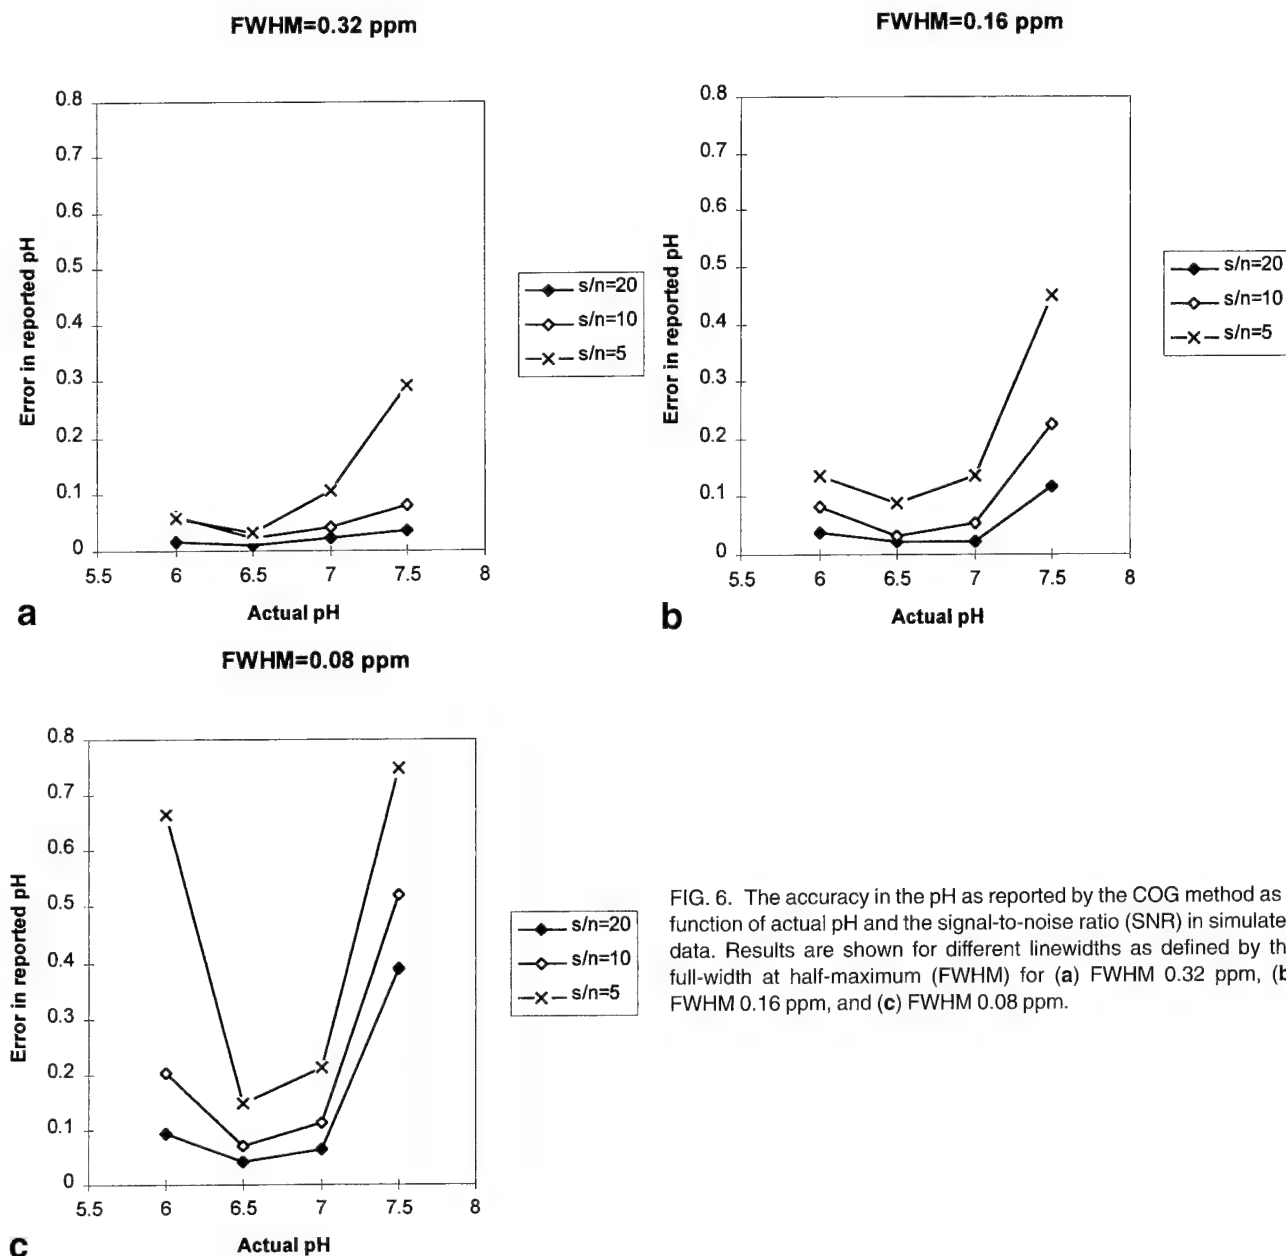 FWHM=0.32 ppm
0.8
0.7
0.6
0.5
0.4
0.3
0.2
0.1
0
Error in reported pH
5.5 6 6.5 7 7.5 8
Actual pH
s/n=20
s/n=10
s/n=5
a
FWHM=0.16 ppm
0.8
0.7
0.6
0.5
0.4
0.3
0.2
0.1
0
Error in reported pH
5.5 6 6.5 7 7.5 8
Actual pH
s/n=20
s/n=10
s/n=5
b
FWHM=0.08 ppm
0.8
0.7
0.6
0.5
0.4
0.3
0.2
0.1
0
Error in reported pH
5.5 6 6.5 7 7.5 8
Actual pH
s/n=20
s/n=10
s/n=5
c
FIG. 6. The accuracy in the pH as reported by the COG method as
function of actual pH and the signal-to-noise ratio (SNR) in simulate
data. Results are shown for different linewidths as defined by th
full-width at half-maximum (FWHM) for (a) FWHM 0.32 ppm, (b
FWHM 0.16 ppm, and (c) FWHM 0.08 ppm.